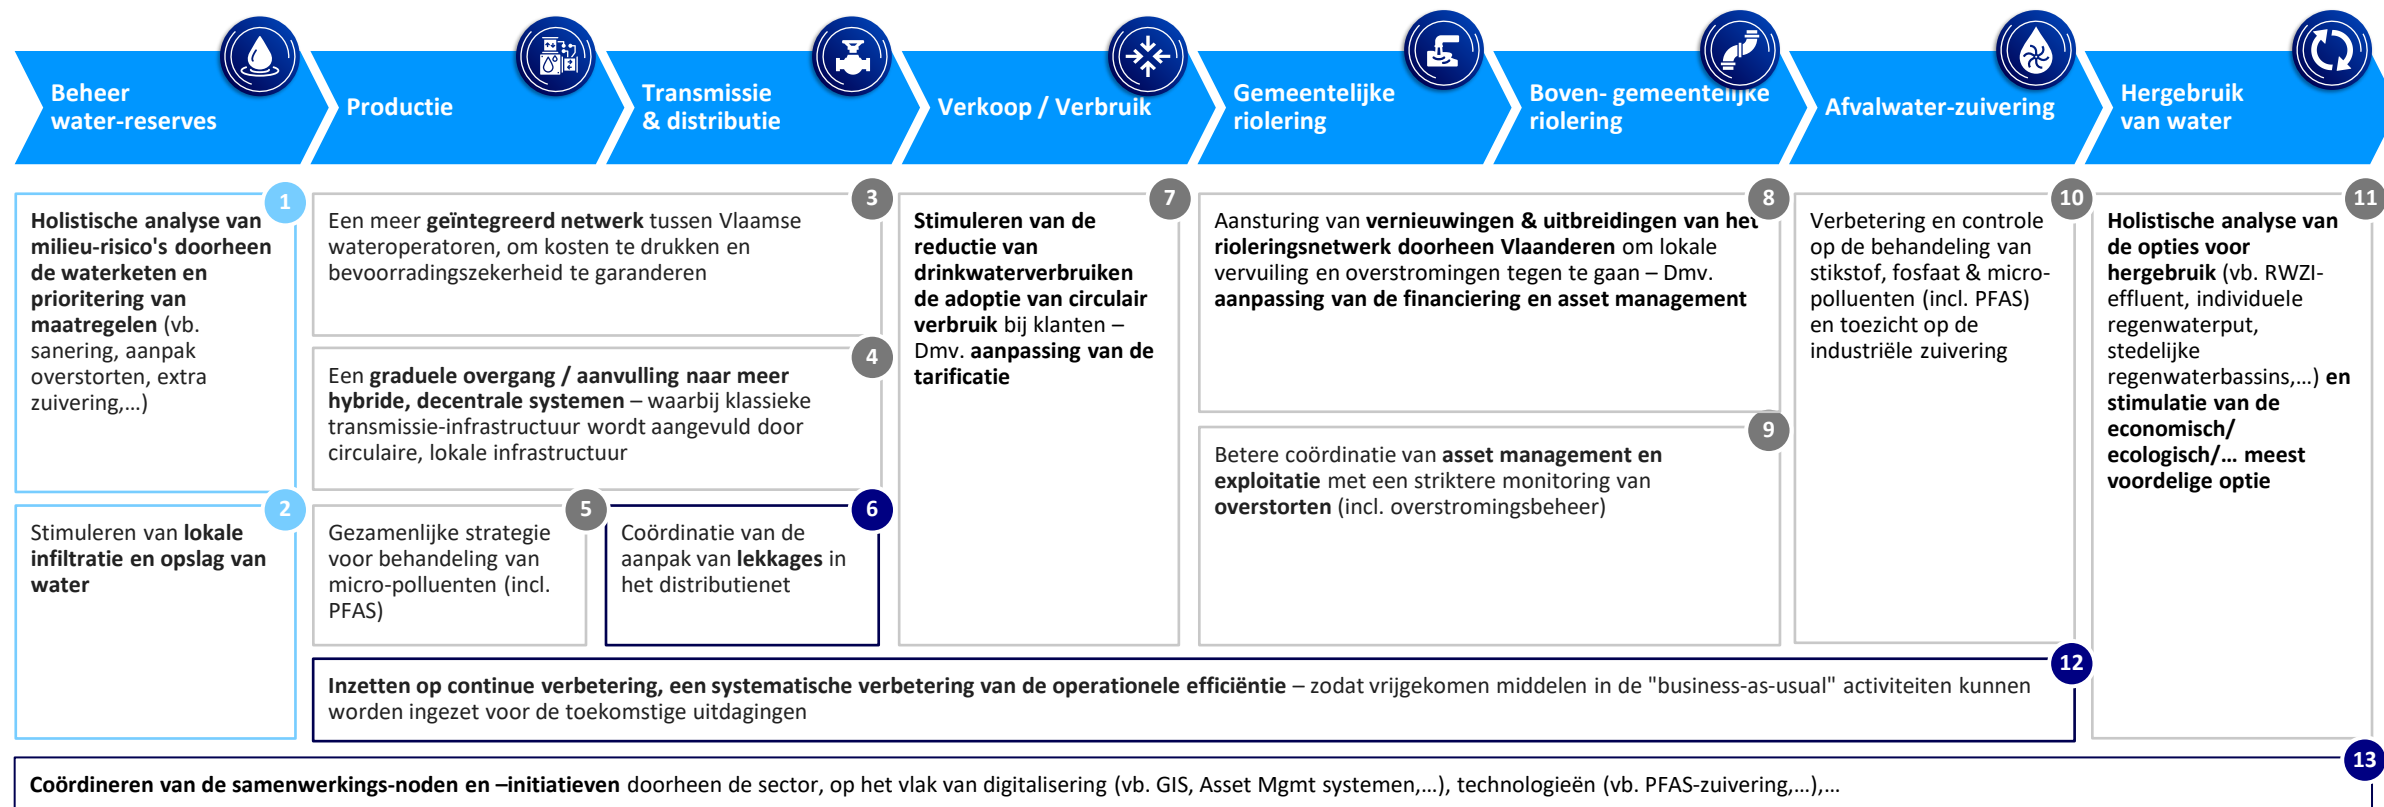 Beheer
water-reserves
Productie
Transmissie
& distributie
Verkoop / Verbruik
Gemeentelijke
riolering
Boven- gemeentelijke
riolering
Afvalwater-zuivering
Hergebruik
van water
1
Holistische analyse van
milieu-risico's doorheen
de waterketen en
prioritering van
maatregelen (vb.
sanering, aanpak
overstorten, extra
zuivering,...)
2
Stimuleren van lokale
infiltratie en opslag van
water
3
Een meer geïntegreerd netwerk tussen Vlaamse
wateroperatoren, om kosten te drukken en
bevoorradingszekerheid te garanderen
4
Een graduele overgang / aanvulling naar meer
hybride, decentrale systemen – waarbij klassieke
transmissie-infrastructuur wordt aangevuld door
circulaire, lokale infrastructuur
5
Gezamenlijke strategie
voor behandeling van
micro-polluenten (incl.
PFAS)
6
Coördinatie van de
aanpak van lekkages in
het distributienet
7
Stimuleren van de
reductie van
drinkwaterverbruiken
de adoptie van circulair
verbruik bij klanten –
Dmv. aanpassing van de
tarificatie
8
Aansturing van vernieuwingen & uitbreidingen van het
rioleringsnetwerk doorheen Vlaanderen om lokale
vervuiling en overstromingen tegen te gaan – Dmv.
aanpassing van de financiering en asset management
9
Betere coördinatie van asset management en
exploitatie met een striktere monitoring van
overstorten (incl. overstromingsbeheer)
10
Verbetering en controle
op de behandeling van
stikstof, fosfaat & micro-
polluenten (incl. PFAS)
en toezicht op de
industriële zuivering
11
Holistische analyse van
de opties voor
hergebruik (vb. RWZI-
effluent, individuele
regenwaterput,
stedelijke
regenwaterbassins,...) en
stimulatie van de
economisch/
ecologisch/... meest
voordelige optie
12
Inzetten op continue verbetering, een systematische verbetering van de operationele efficiëntie – zodat vrijgekomen middelen in de "business-as-usual" activiteiten kunnen
worden ingezet voor de toekomstige uitdagingen
13
Coördineren van de samenwerkings-noden en –initiatieven doorheen de sector, op het vlak van digitalisering (vb. GIS, Asset Mgmt systemen,...), technologieën (vb. PFAS-zuivering,...),...